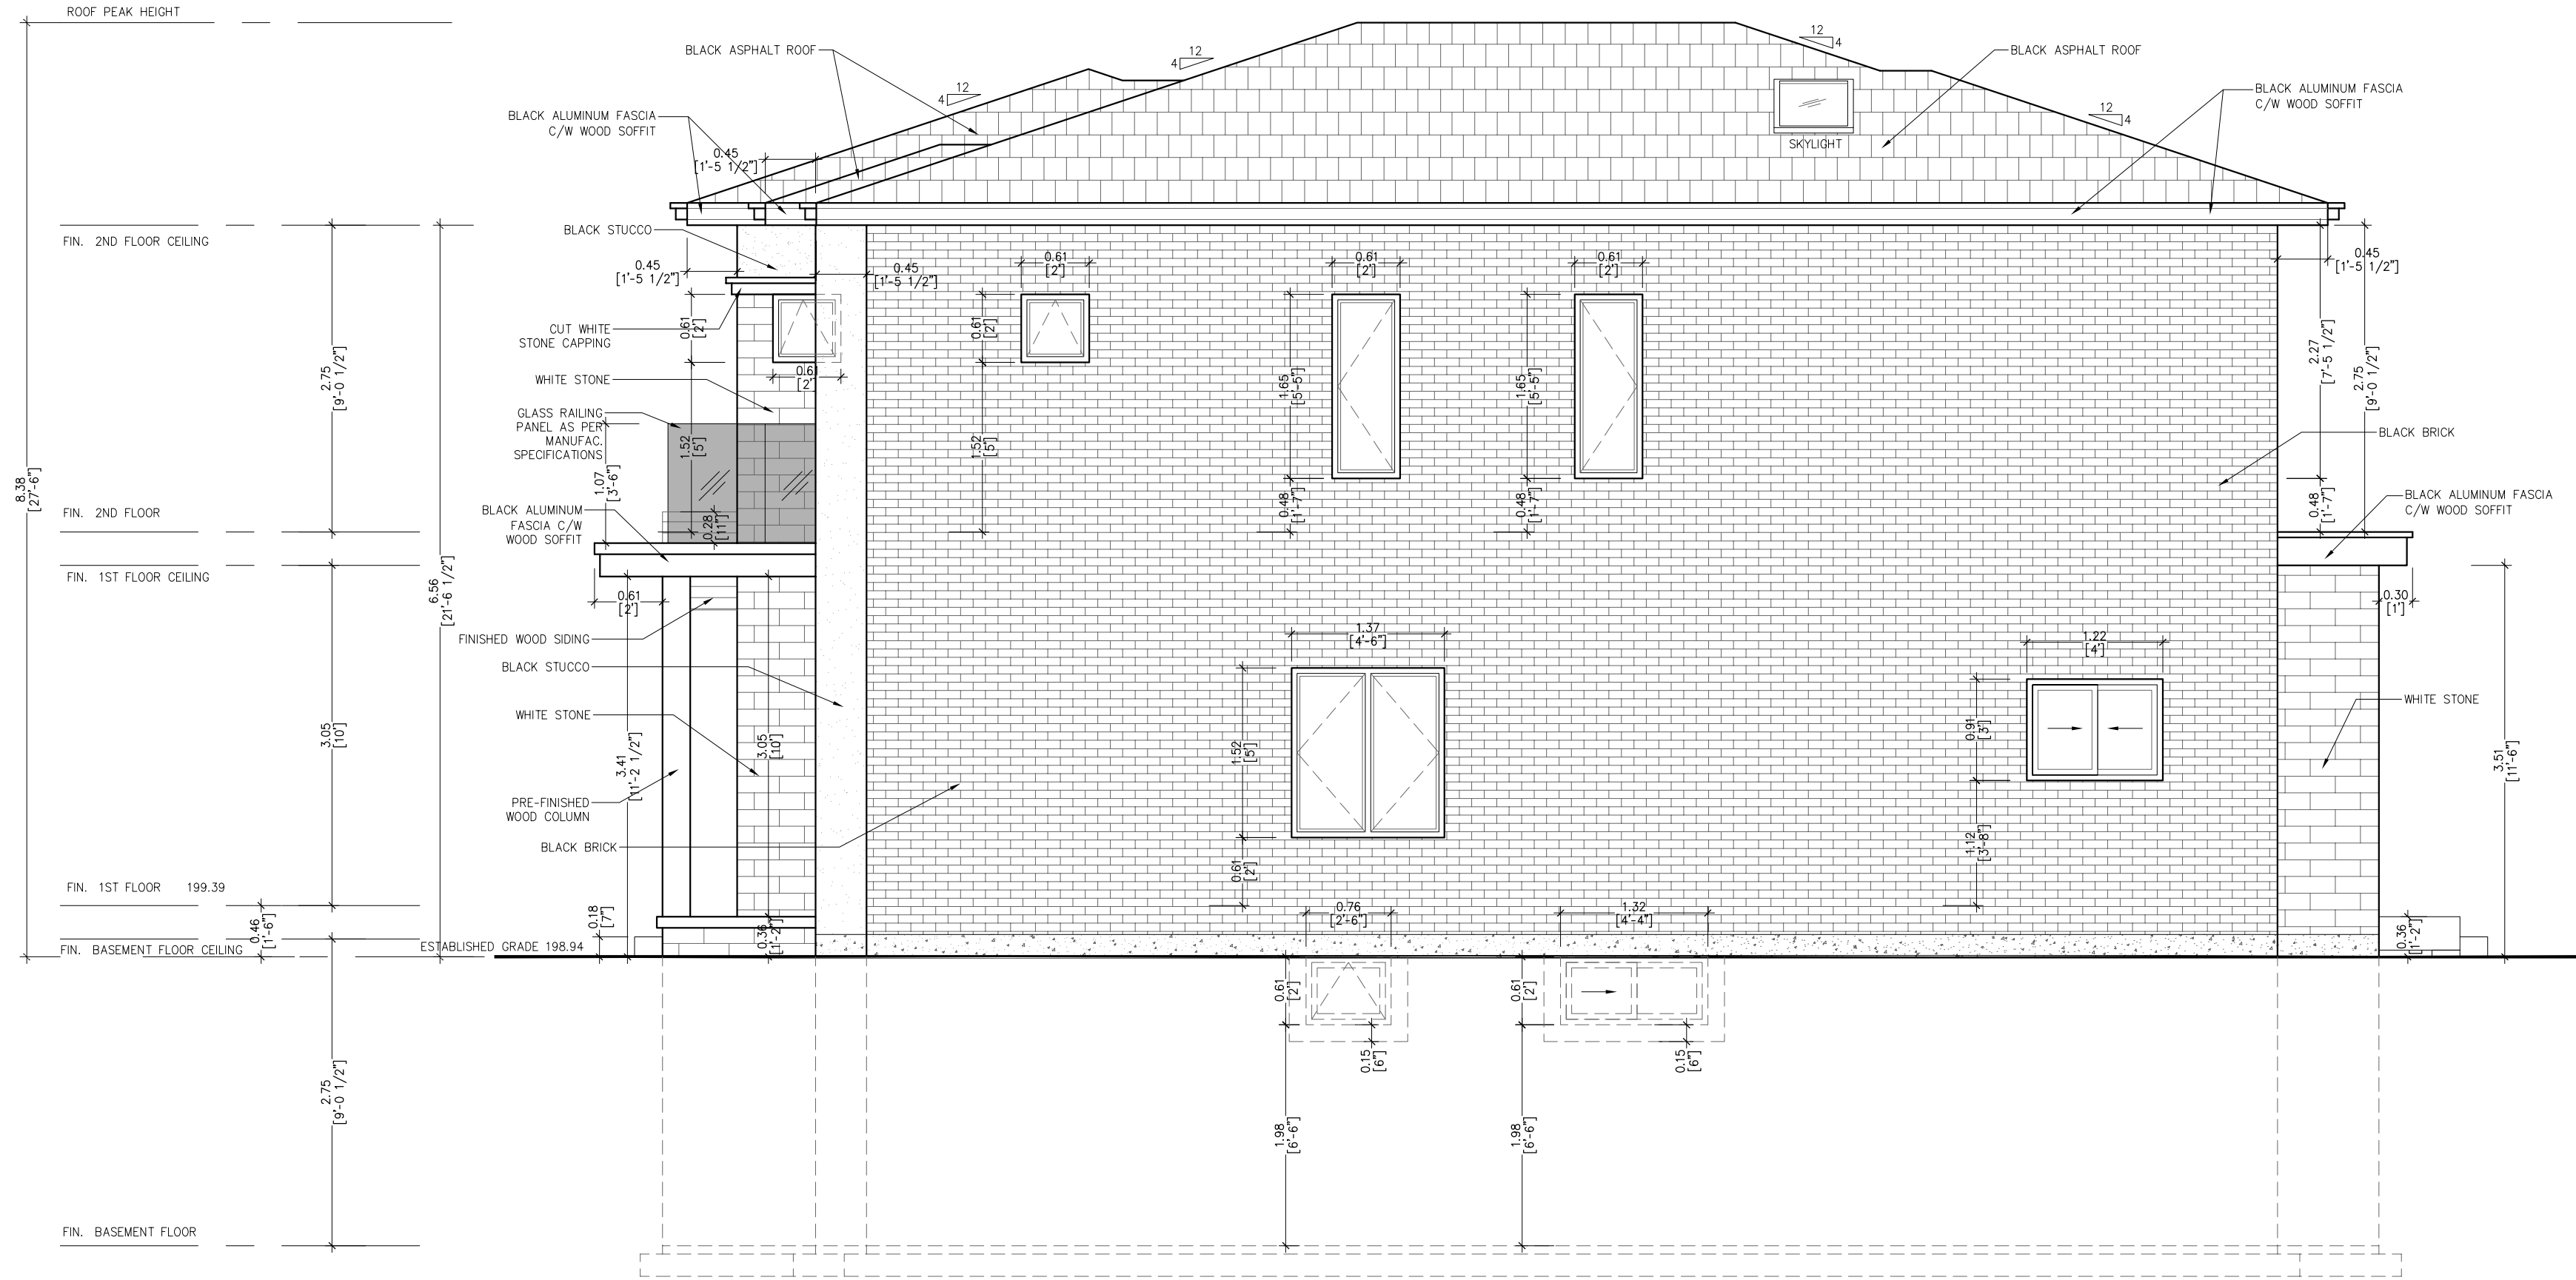 ROOF PEAK HEIGHT
12
4
12
4
12
4
12
4
BLACK ASPHALT ROOF
BLACK ASPHALT ROOF
BLACK ALUMINUM FASCIA
C/W WOOD SOFFIT
BLACK ALUMINUM FASCIA
C/W WOOD SOFFIT
SKYLIGHT
0.45
[1'-5 1/2"]
BLACK STUCCO
FIN. 2ND FLOOR CEILING
0.45
[1'-5 1/2"]
0.45
[1'-5 1/2"]
0.61
[2']
0.61
[2']
0.61
[2']
0.45
[1'-5 1/2"]
CUT WHITE
STONE CAPPING
0.61
[2']
0.61
[2']
0.61
[2']
1.65
[5'-5"]
1.65
[5'-5"]
2.27
[7'-5 1/2"]
2.75
[9'-0 1/2"]
2.75
[9'-0 1/2"]
WHITE STONE
GLASS RAILING
PANEL AS PER
MANUFAC.
SPECIFICATIONS
1.52
[5']
1.52
[5']
BLACK BRICK
1.07
[3'-6"]
8.38
[27'-6"]
BLACK ALUMINUM
FASCIA C/W
WOOD SOFFIT
0.28
[11"]
0.48
[1'-7"]
0.48
[1'-7"]
0.48
[1'-7"]
BLACK ALUMINUM FASCIA
C/W WOOD SOFFIT
FIN. 2ND FLOOR
FIN. 1ST FLOOR CEILING
6.56
[21'-6 1/2"]
0.61
[2']
0.30
[1']
FINISHED WOOD SIDING
1.37
[4'-6"]
1.22
[4']
BLACK STUCCO
WHITE STONE
WHITE STONE
3.05
[10']
3.41
[11'-2 1/2"]
3.05
[10']
1.52
[5']
0.91
[3']
3.51
[11'-6"]
PRE-FINISHED
WOOD COLUMN
BLACK BRICK
0.61
[2']
1.12
[3'-8"]
FIN. 1ST FLOOR 199.39
0.46
[1'-6"]
0.18
[7"]
0.36
[1'-2"]
0.76
[2'-6"]
1.32
[4'-4"]
0.36
[1'-2"]
FIN. BASEMENT FLOOR CEILING
ESTABLISHED GRADE 198.94
0.61
[2']
0.61
[2']
0.15
[6"]
0.15
[6"]
2.75
[9'-0 1/2"]
1.98
[6'-6"]
1.98
[6'-6"]
FIN. BASEMENT FLOOR